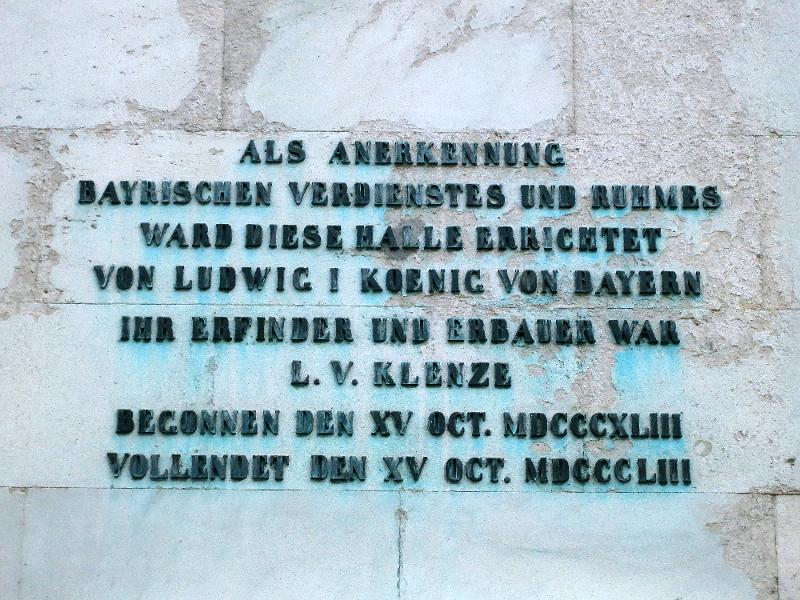 ALS ANERKENNUNG
BAYRISCHEN VERDIENSTES UND RUHMES
WARD DIESE HALLE ERRICHTET
VON LUDWIG I KOENIG VON BAYERN
IHR ERFINDER UND ERBAUER WAR
L. V. KLENZE
BEGONNEN DEN XV OCT. MDCCCXLIII
VOLLENDET DEN XV OCT. MDCCCLIII